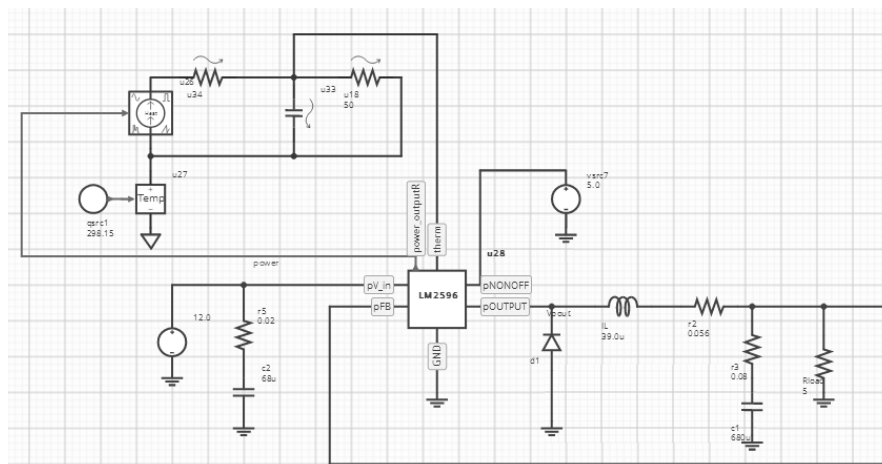 u26
u34
u33
u18
50
Heat
u27
Temp
qsrc1
298.15
power_outputR
therm
vsrc7
5.0
power
u28
pV_in
pFB
LM2596
pNONOFF
pOUTPUT
GND
12.0
r5
0.02
c2
68u
d1
IL
39.0u
r2
0.056
r3
0.08
c1
680u
Rload
5